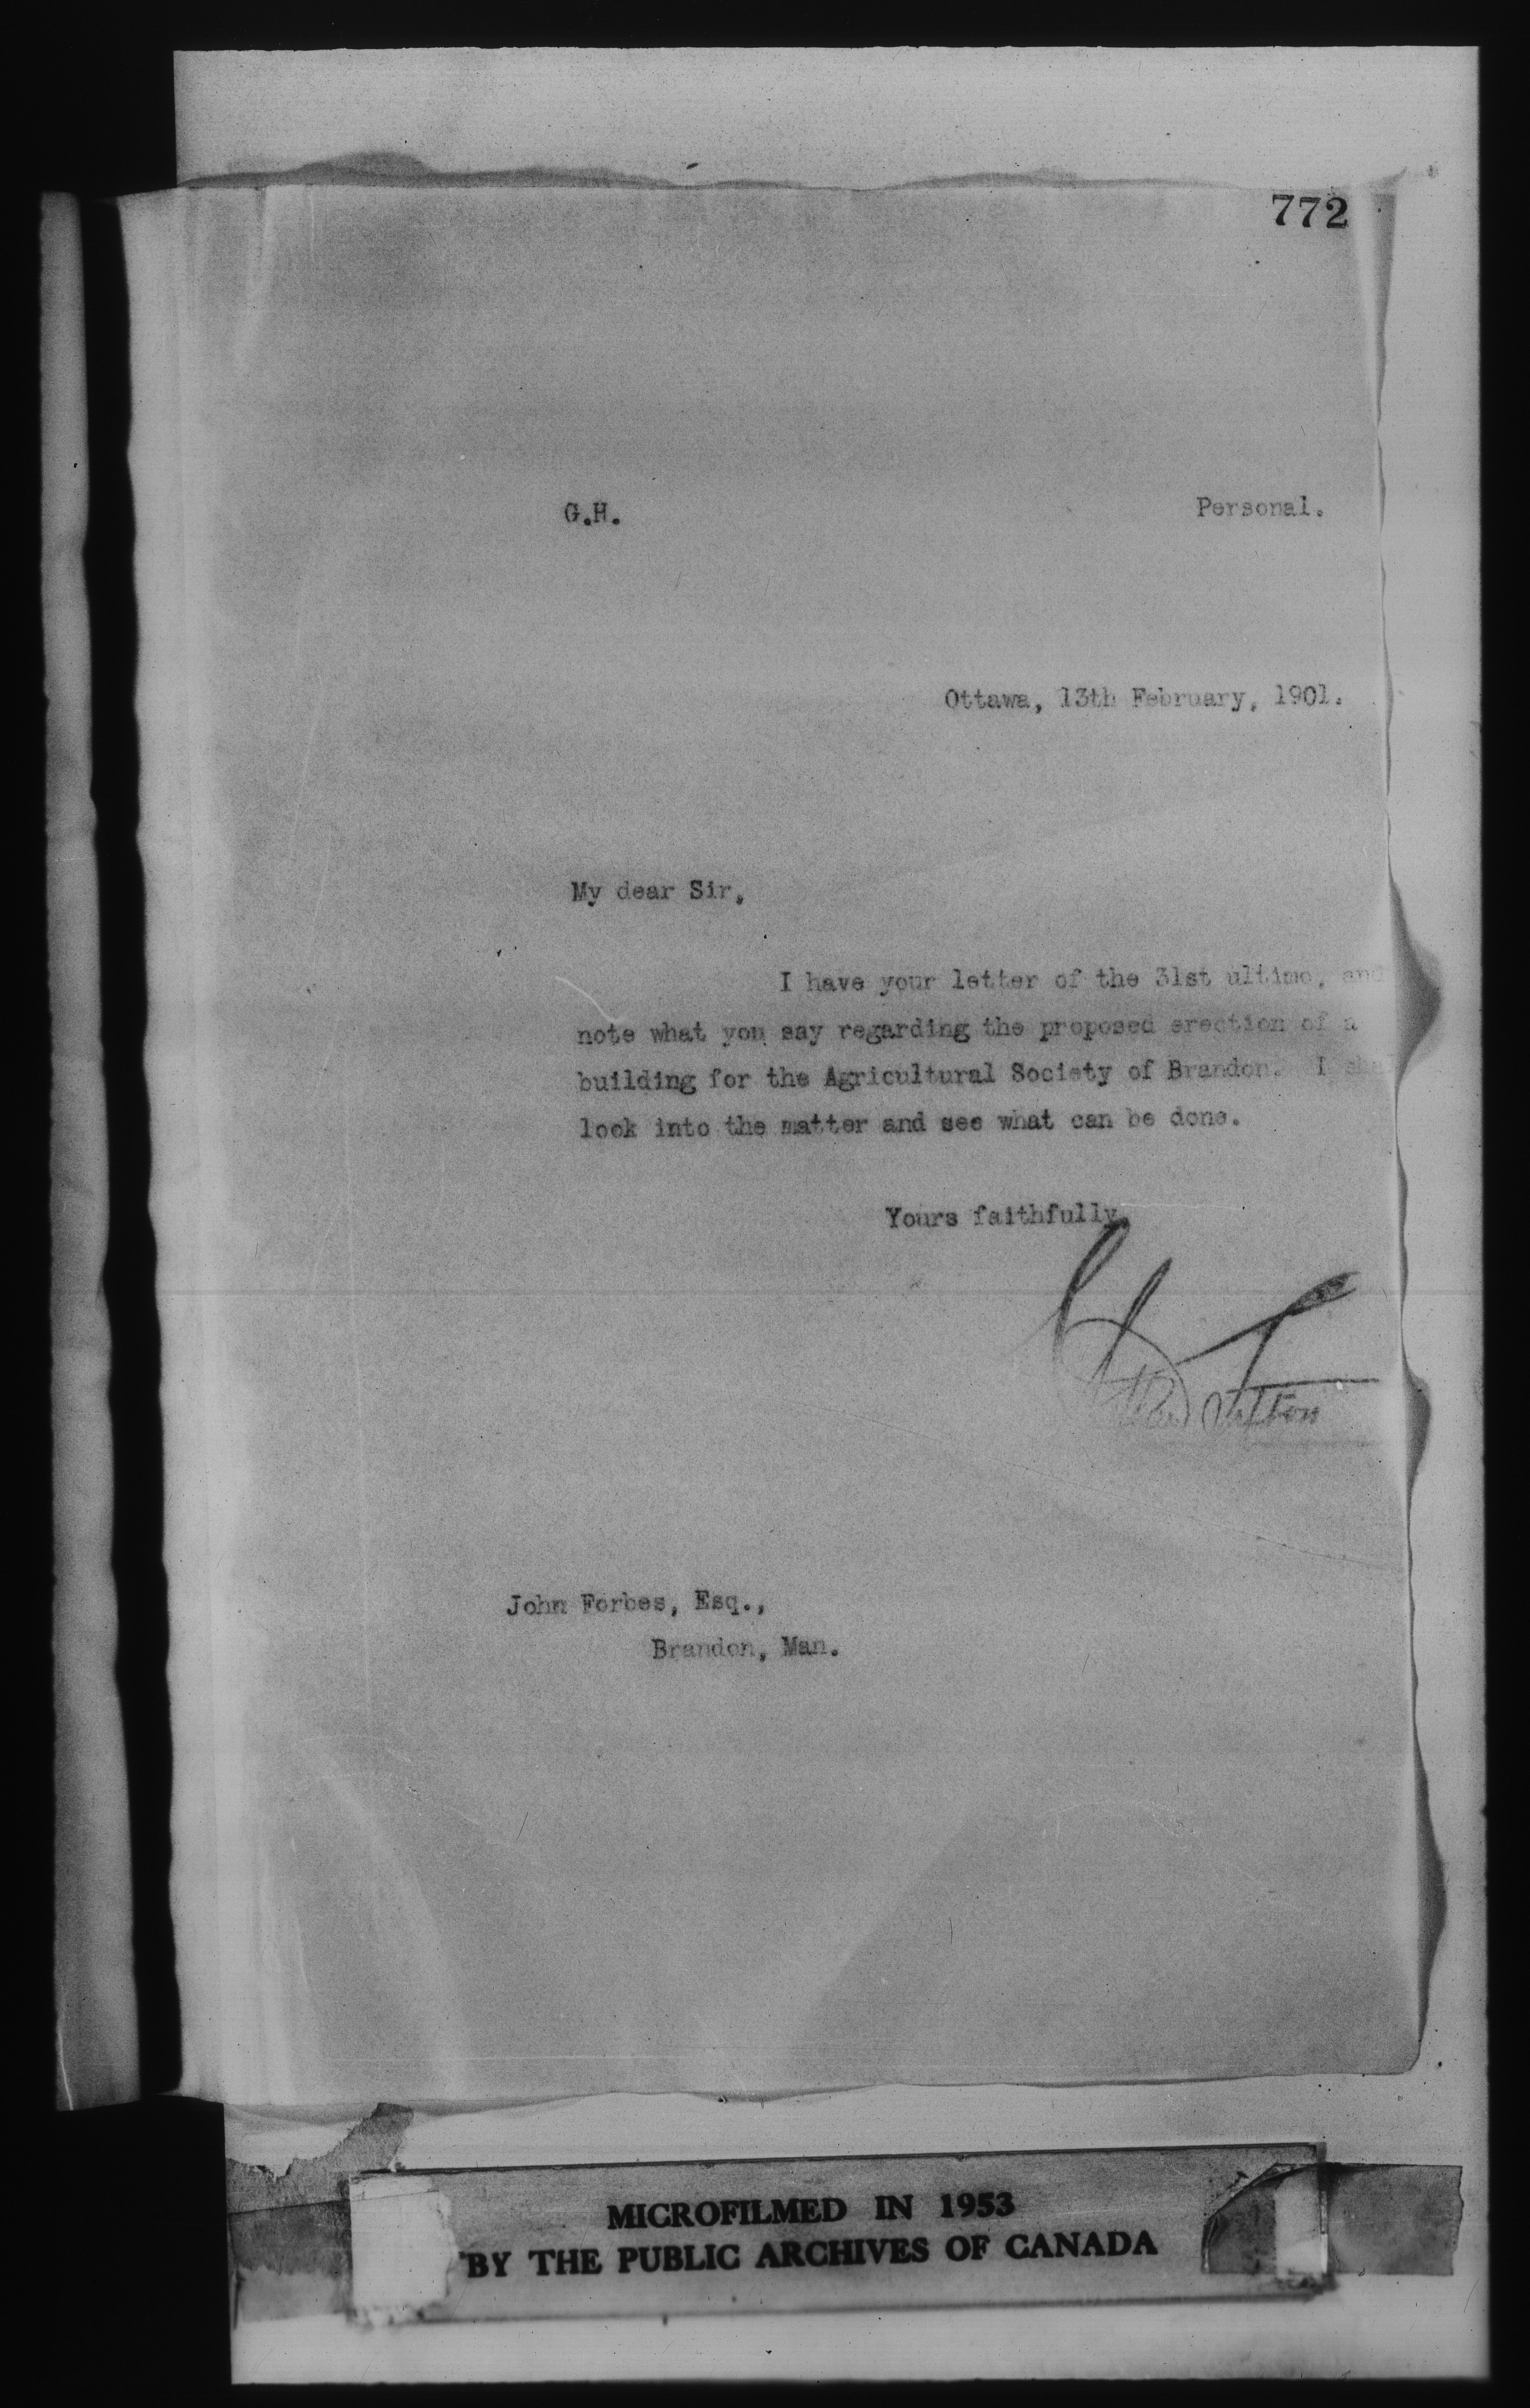 772
G.H. Personal.
Ottawa, 13th February, 1901.
My dear Sir,
I have your letter of the 31st ultimo, and
note what you say regarding the proposed erection of a
building for the Agricultural Society of Brandon. I
look into the matter and see what can be done.
Yours faithfully,
Sifton
John Forbes, Esq.,
Brandon, Man.
MICROFILMED IN 1953
BY THE PUBLIC ARCHIVES OF CANADA